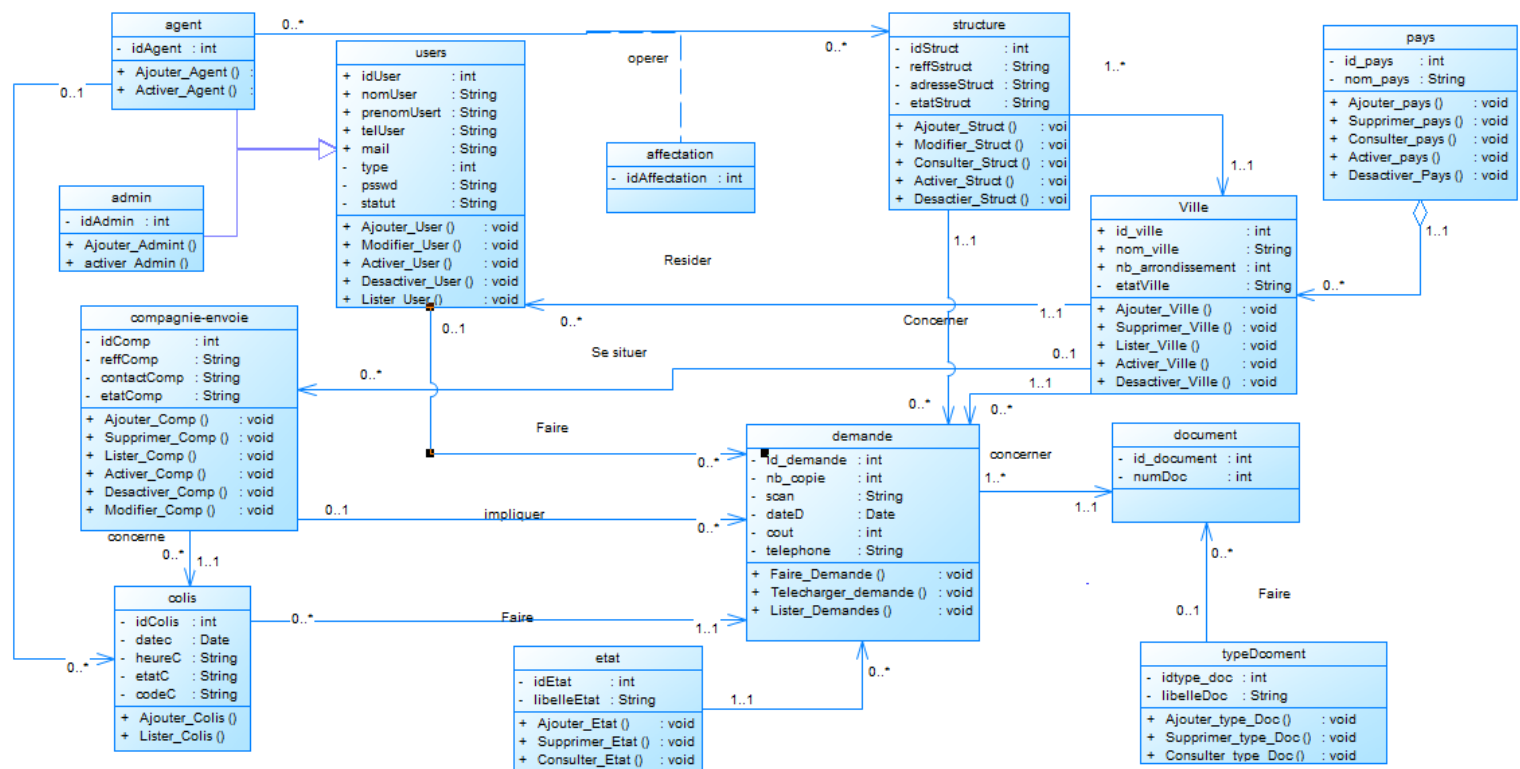 agent
- idAgent : int
+ Ajouter_Agent () :
+ Activer_Agent () :
0..*
0..1
users
+ idUser : int
+ nomUser : String
+ prenomUsert : String
+ telUser : String
+ mail : String
- type : int
- psswd : String
- statut : String
+ Ajouter_User () : void
+ Modifier_User () : void
+ Activer_User () : void
+ Desactiver_User () : void
+ Lister_User () : void
operer
0..*
structure
- idStruct : int
- reffSstruct : String
- adresseStruct : String
- etatStruct : String
+ Ajouter_Struct () : voi
+ Modifier_Struct () : voi
+ Consulter_Struct () : voi
+ Activer_Struct () : voi
+ Desactier_Struct () : voi
1..*
1..1
1..1
pays
- id_pays : int
- nom_pays : String
+ Ajouter_pays () : void
+ Supprimer_pays () : void
+ Consulter_pays () : void
+ Activer_pays () : void
+ Desactiver_Pays () : void
1..1
0..*
affectation
- idAffectation : int
admin
- idAdmin : int
+ Ajouter_Admint ()
+ activer_Admin ()
Ville
+ id_ville : int
+ nom_ville : String
+ nb_arrondissement : int
- etatVille : String
+ Ajouter_Ville () : void
+ Supprimer_Ville () : void
+ Lister_Ville () : void
+ Activer_Ville () : void
+ Desactiver_Ville () : void
Resider
0..*
1..1
Concerner
0..1
Se situer
0..1
0..*
1..1
0..*
0..*
compagnie-envoie
- idComp : int
- reffComp : String
- contactComp : String
- etatComp : String
+ Ajouter_Comp () : void
+ Supprimer_Comp () : void
+ Lister_Comp () : void
+ Activer_Comp () : void
+ Desactiver_Comp () : void
+ Modifier_Comp () : void
Faire
0..*
demande
- id_demande : int
- nb_copie : int
- scan : String
- dateD : Date
- cout : int
- telephone : String
+ Faire_Demande () : void
+ Telecharger_demande () : void
+ Lister_Demandes () : void
concerner
1..*
1..1
document
- id_document : int
- numDoc : int
0..1
impliquer
0..*
concerne
0..*
1..1
0..*
Faire
0..1
colis
- idColis : int
- datec : Date
- heureC : String
- etatC : String
- codeC : String
+ Ajouter_Colis ()
+ Lister_Colis ()
0..*
0..*
Faire
1..1
etat
- idEtat : int
- libelleEtat : String
+ Ajouter_Etat () : void
+ Supprimer_Etat () : void
+ Consulter_Etat () : void
1..1
0..*
typeDcoment
- idtype_doc : int
- libelleDoc : String
+ Ajouter_type_Doc () : void
+ Supprimer_type_Doc () : void
+ Consulter_type_Doc () : void